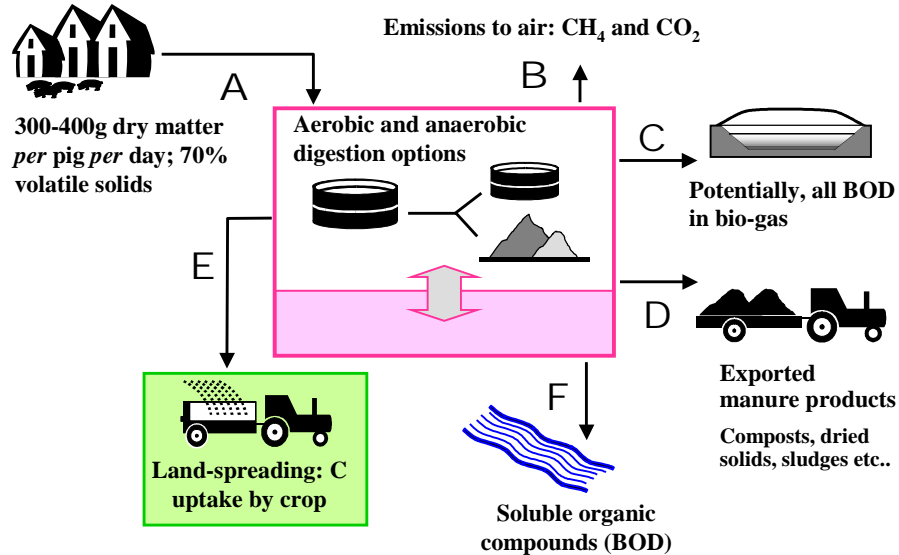 Emissions to air: CH₄ and CO₂
A
B
300-400g dry matter
per pig per day; 70%
volatile solids
Aerobic and anaerobic
digestion options
C
Potentially, all BOD
in bio-gas
E
D
Exported
manure products
Composts, dried
solids, sludges etc..
F
Land-spreading: C
uptake by crop
Soluble organic
compounds (BOD)